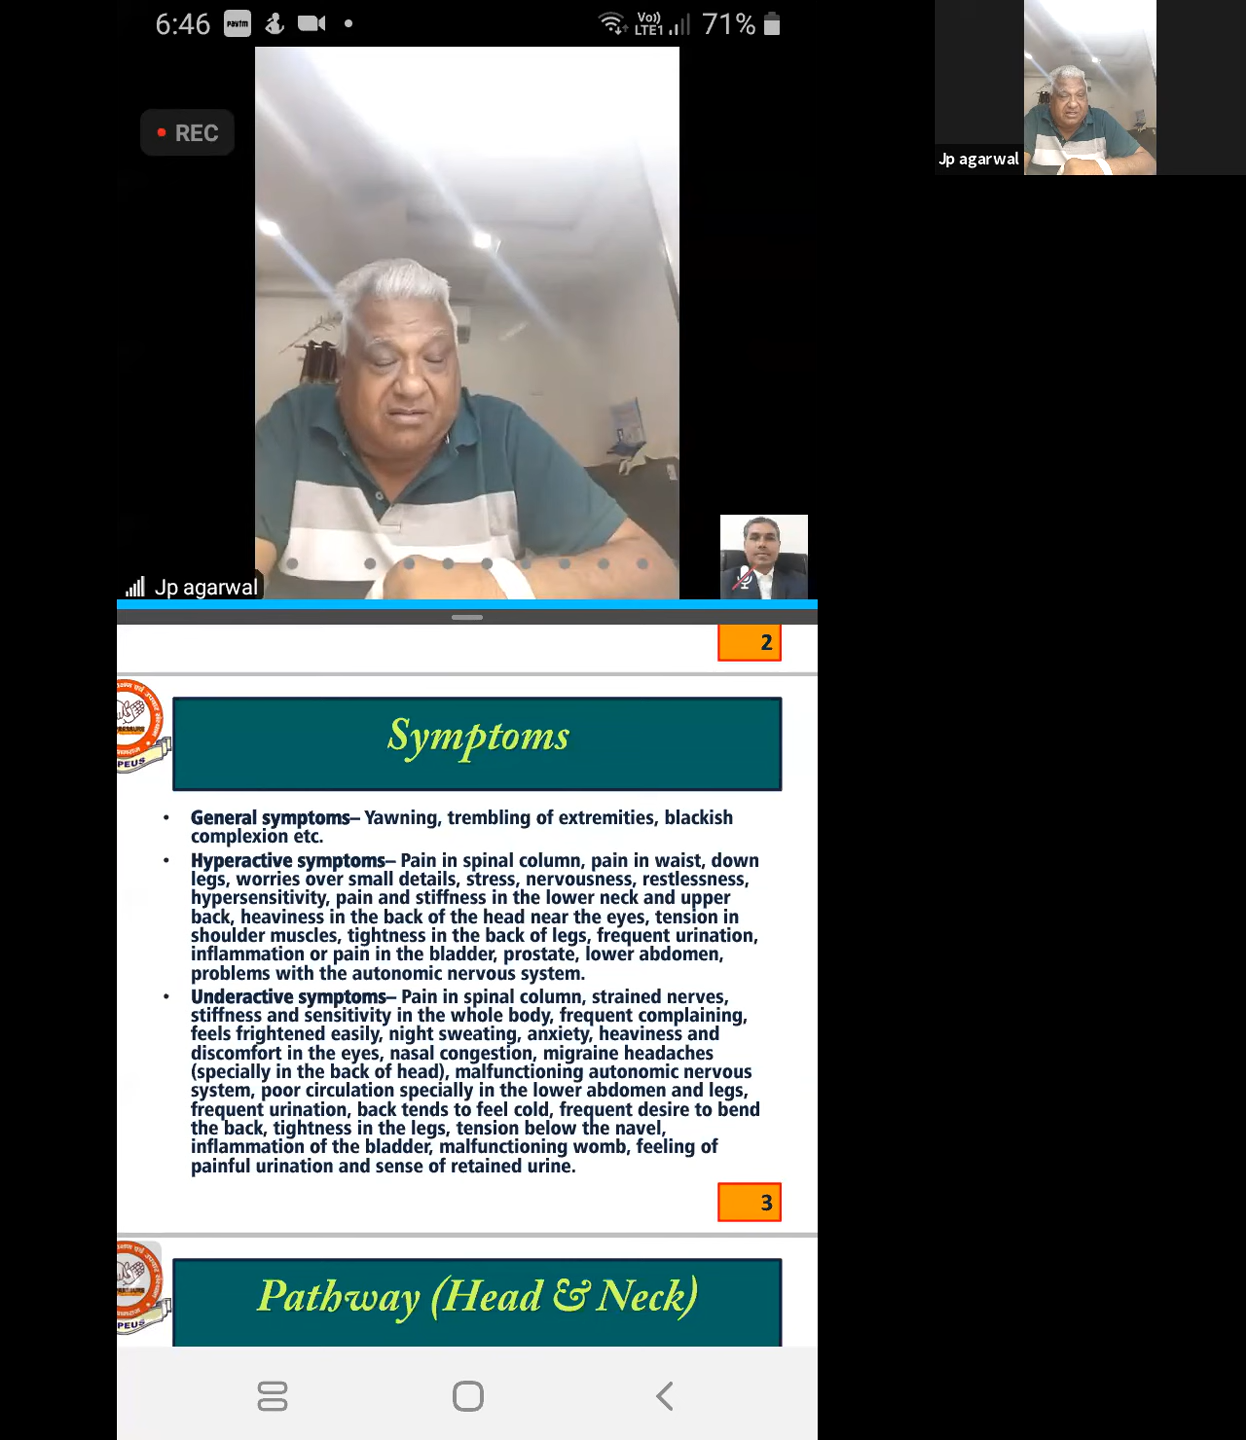 6:46 paytm Vo)) LTE1 71%
REC
Jp agarwal
Jp agarwal
2
PEUS
Symptoms
• General symptoms– Yawning, trembling of extremities, blackish
complexion etc.
• Hyperactive symptoms– Pain in spinal column, pain in waist, down
legs, worries over small details, stress, nervousness, restlessness,
hypersensitivity, pain and stiffness in the lower neck and upper
back, heaviness in the back of the head near the eyes, tension in
shoulder muscles, tightness in the back of legs, frequent urination,
inflammation or pain in the bladder, prostate, lower abdomen,
problems with the autonomic nervous system.
• Underactive symptoms– Pain in spinal column, strained nerves,
stiffness and sensitivity in the whole body, frequent complaining,
feels frightened easily, night sweating, anxiety, heaviness and
discomfort in the eyes, nasal congestion, migraine headaches
(specially in the back of head), malfunctioning autonomic nervous
system, poor circulation specially in the lower abdomen and legs,
frequent urination, back tends to feel cold, frequent desire to bend
the back, tightness in the legs, tension below the navel,
inflammation of the bladder, malfunctioning womb, feeling of
painful urination and sense of retained urine.
3
PEUS
Pathway (Head & Neck)